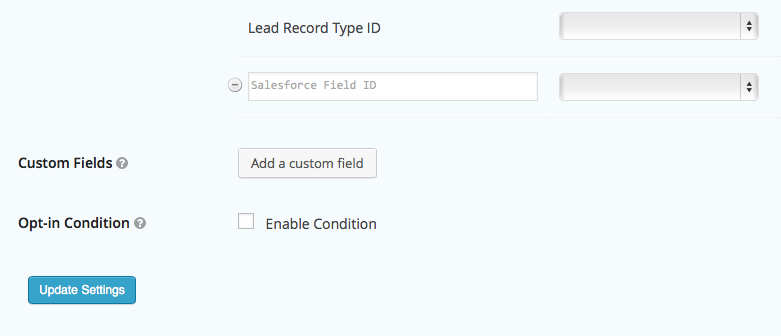 Lead Record Type ID
Salesforce Field ID
Custom Fields ?
Add a custom field
Opt-in Condition ?
Enable Condition
Update Settings